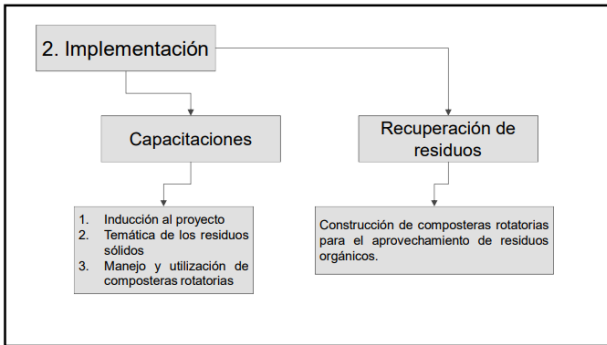 2. Implementación
Capacitaciones
Recuperación de
residuos
1. Inducción al proyecto
2. Temática de los residuos
sólidos
3. Manejo y utilización de
composteras rotatorias
Construcción de composteras rotatorias
para el aprovechamiento de residuos
orgánicos.